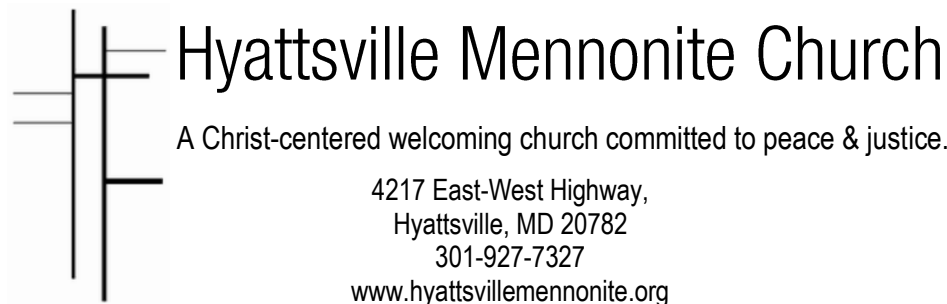 Hyattsville Mennonite Church
A Christ-centered welcoming church committed to peace & justice.
4217 East-West Highway,
Hyattsville, MD 20782
301-927-7327
www.hyattsvillemennonite.org